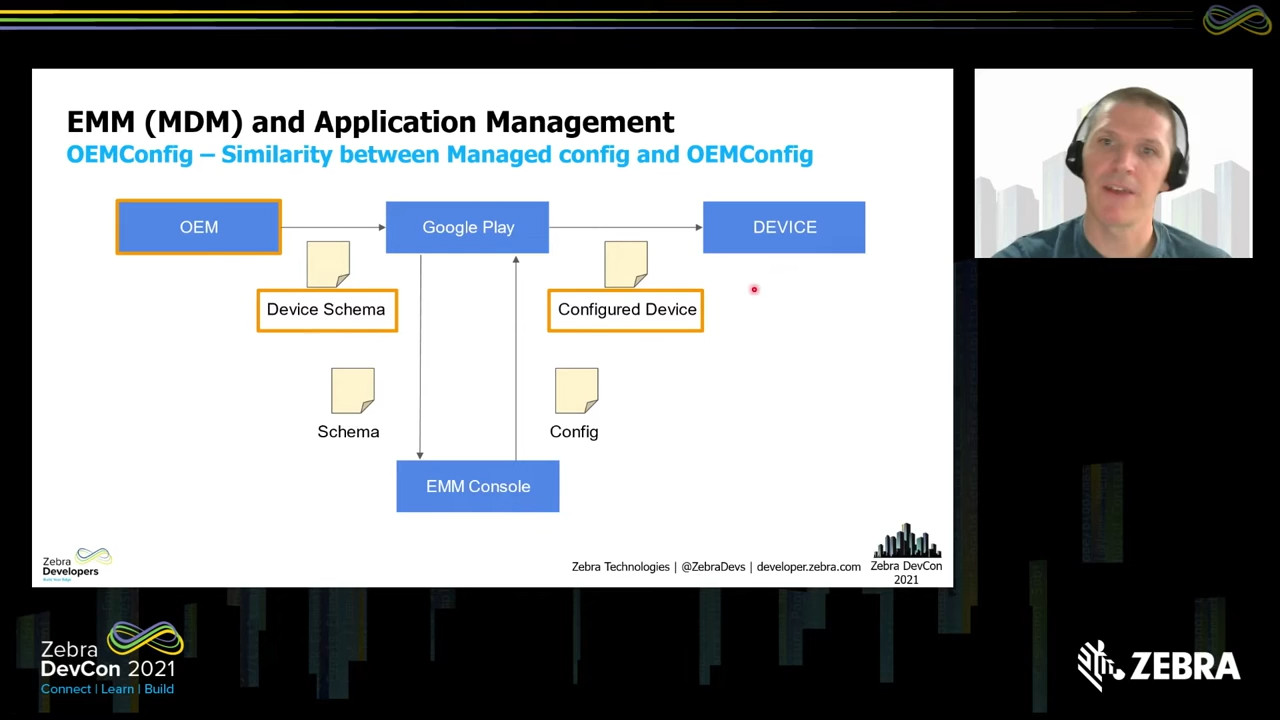 EMM (MDM) and Application Management
OEMConfig – Similarity between Managed config and OEMConfig
OEM
Google Play
DEVICE
Device Schema
Configured Device
Schema
Config
EMM Console
Zebra
Developers
Zebra Technologies | @ZebraDevs | developer.zebra.com
Zebra DevCon
2021
Zebra
DevCon 2021
Connect | Learn | Build
ZEBRA